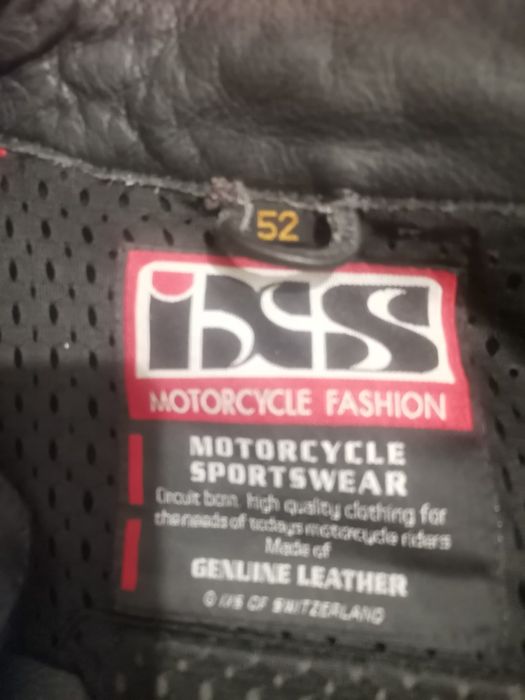 52
iXS
MOTORCYCLE FASHION
MOTORCYCLE
SPORTSWEAR
Circuit born, high quality clothing for
the needs of todays motorcycle riders
Made of
GENUINE LEATHER
© iXS OF SWITZERLAND